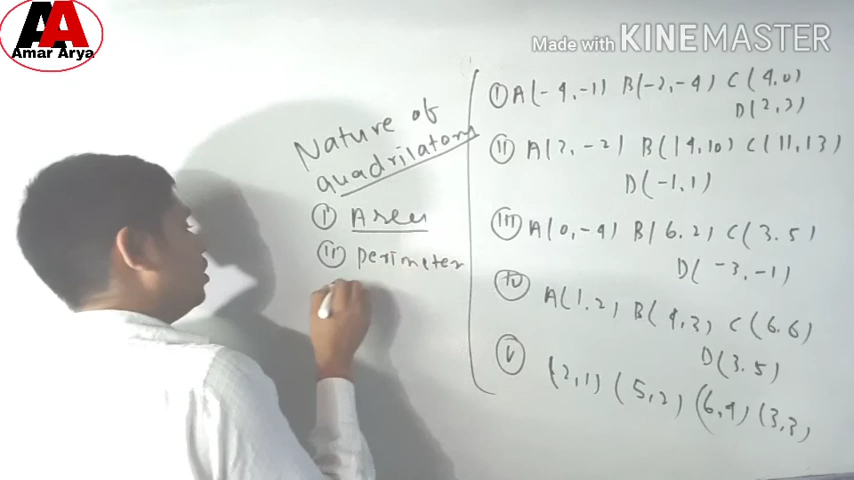 AA
Amar Arya
Made with KINEMASTER
Nature of
quadrilatory
(i) Area
(ii) perimeter
(i) A(-4,-1) B(-2,-4) C(4,0)
D(2,3)
(ii) A(2,-2) B(14,10) C(11,13)
D(-1,1)
(iii) A(0,-4) B(6.2) C(3.5)
D(-3,-1)
(iv) A(1.2) B(4,3) C(6.6)
D(3.5)
(v) (2,1) (5,2) (6,4) (3,3)